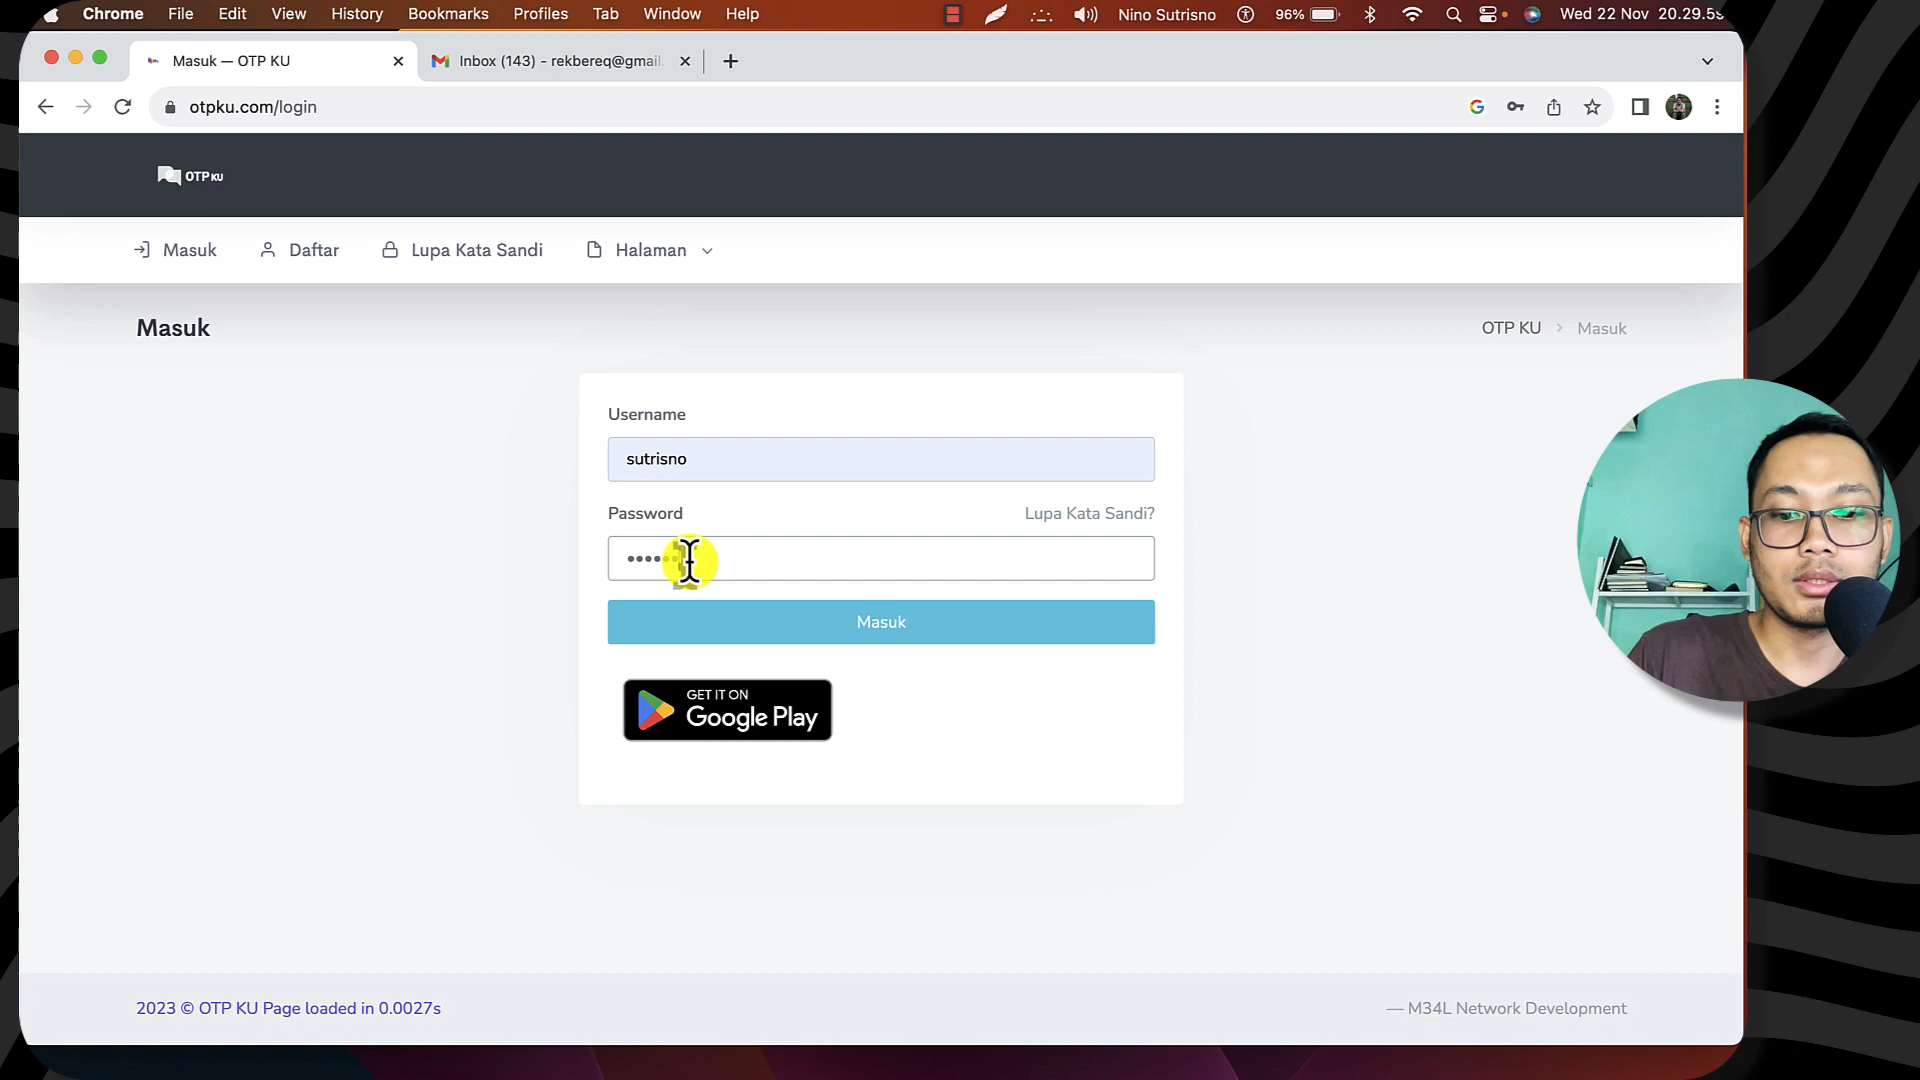 Chrome File Edit View History Bookmarks Profiles Tab Window Help Nino Sutrisno 96% Wed 22 Nov 20.29.59
Masuk — OTP KU
Inbox (143) - rekbereq@gmail.
otpku.com/login
OTP KU
Masuk Daftar Lupa Kata Sandi Halaman
Masuk
OTP KU > Masuk
Username
sutrisno
Password Lupa Kata Sandi?
Masuk
GET IT ON
Google Play
2023 © OTP KU Page loaded in 0.0027s
— M34L Network Development